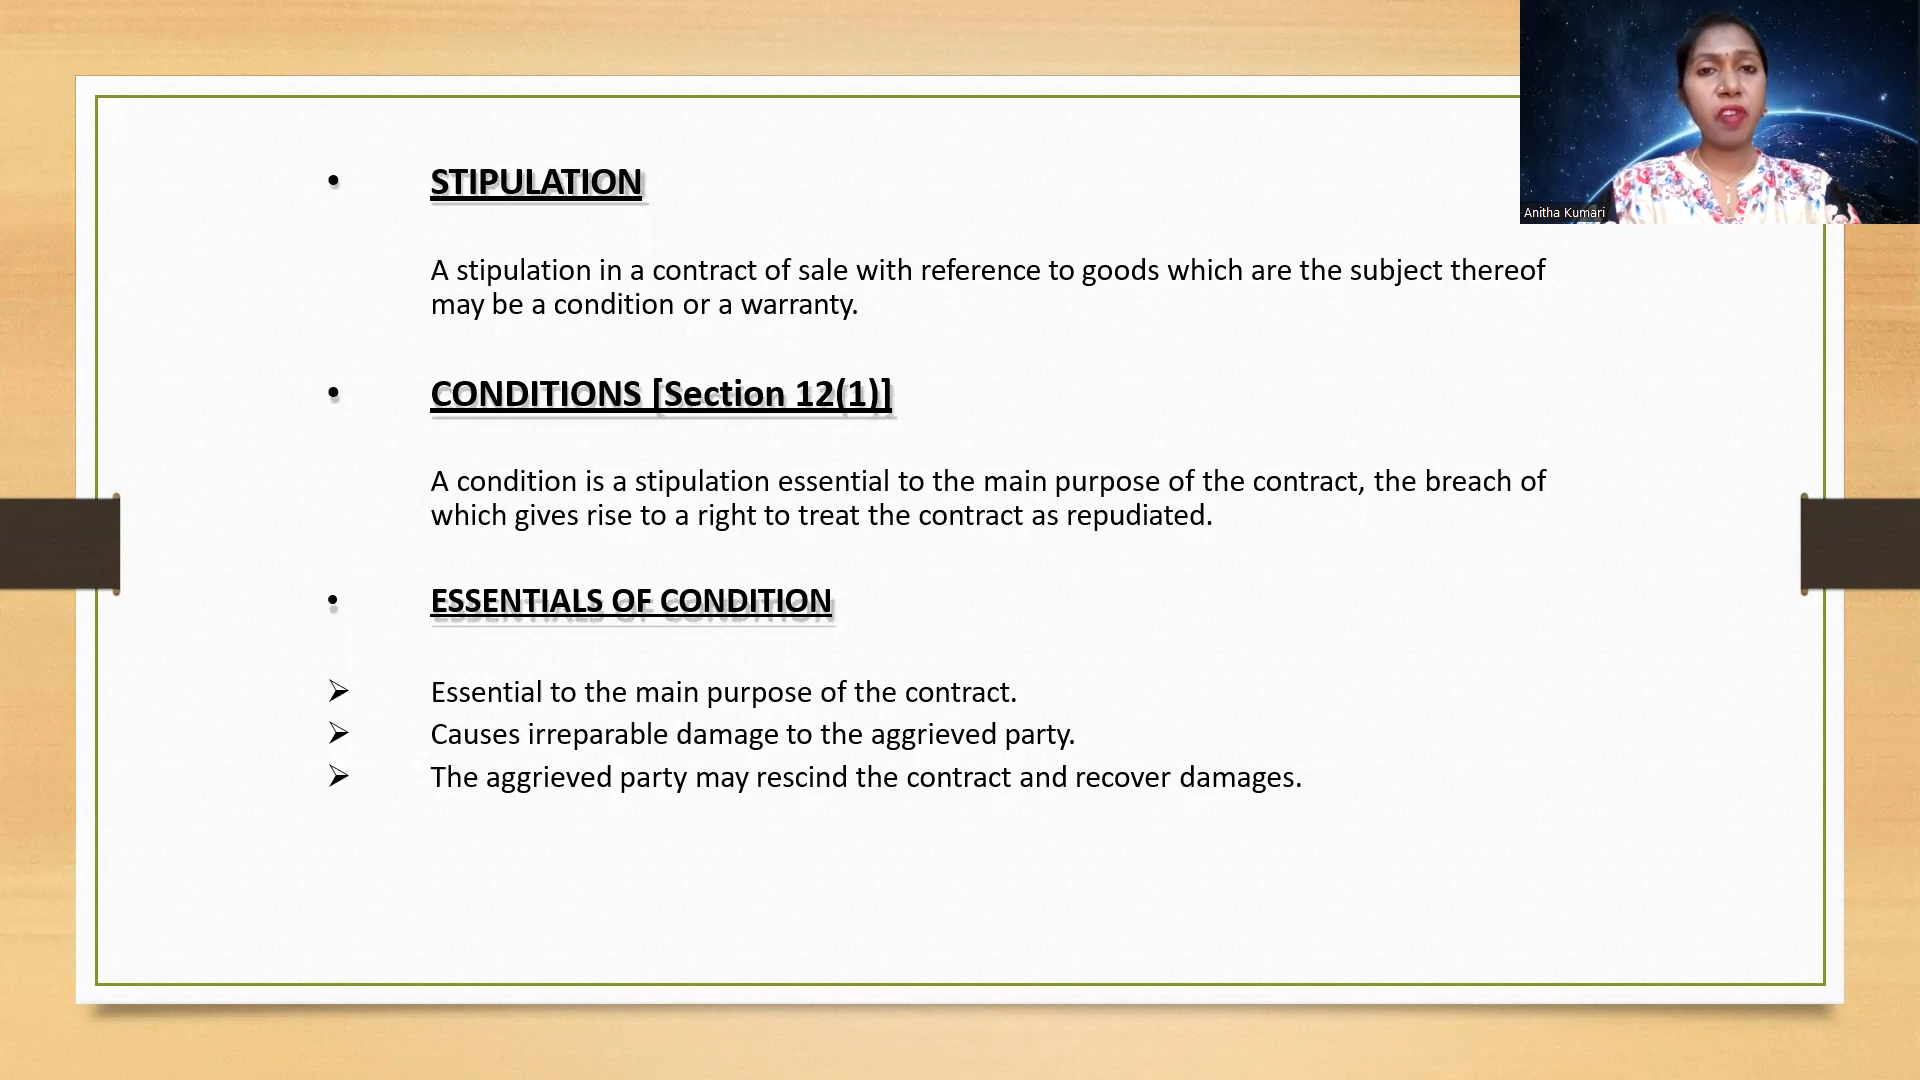 • STIPULATION
A stipulation in a contract of sale with reference to goods which are the subject thereof
may be a condition or a warranty.
• CONDITIONS [Section 12(1)]
A condition is a stipulation essential to the main purpose of the contract, the breach of
which gives rise to a right to treat the contract as repudiated.
• ESSENTIALS OF CONDITION
➢ Essential to the main purpose of the contract.
➢ Causes irreparable damage to the aggrieved party.
➢ The aggrieved party may rescind the contract and recover damages.
Anitha Kumari